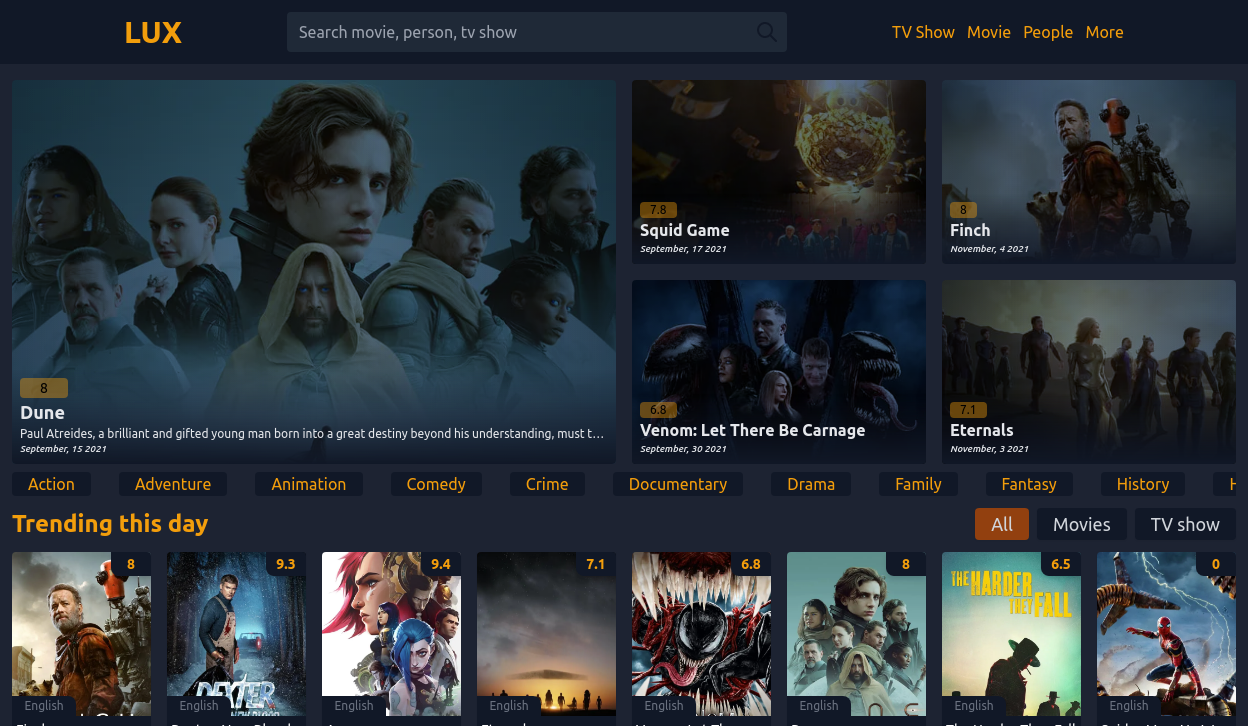 LUX
Search movie, person, tv show
TV Show Movie People More
8
Dune
Paul Atreides, a brilliant and gifted young man born into a great destiny beyond his understanding, must t...
September, 15 2021
7.8
Squid Game
September, 17 2021
8
Finch
November, 4 2021
6.8
Venom: Let There Be Carnage
September, 30 2021
7.1
Eternals
November, 3 2021
Action Adventure Animation Comedy Crime Documentary Drama Family Fantasy History H
Trending this day
All Movies TV show
8 9.3 9.4 7.1 6.8 8 6.5 0
THE HARDER
THEY FALL
DEXTER
NEW BLOOD
English English English English English English English English